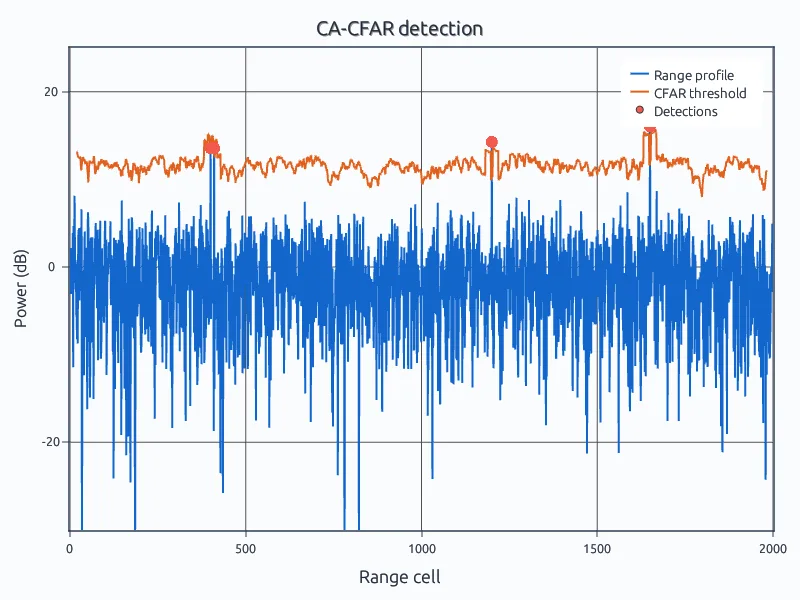 CA-CFAR detection
Range profile
CFAR threshold
Detections
Power (dB)
20
0
-20
0
500
1000
1500
2000
Range cell